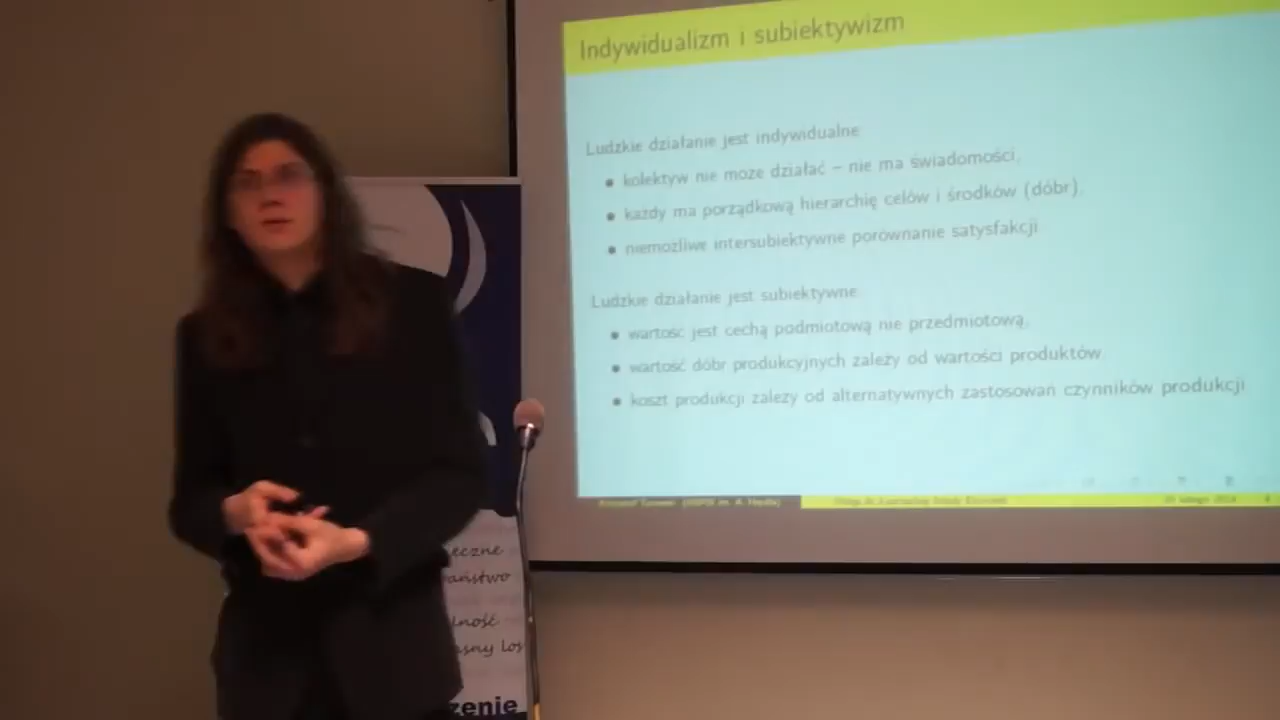 Indywidualizm i subiektywizm
Ludzkie działanie jest indywidualne
kolektyw nie może działać – nie ma świadomości,
każdy ma porządkową hierarchię celów i środków (dóbr),
niemożliwe intersubiektywne porównanie satysfakcji
Ludzkie działanie jest subiektywne
wartość jest cechą podmiotową nie przedmiotową,
wartość dóbr produkcyjnych zależy od wartości produktów
koszt produkcji zależy od alternatywnych zastosowań czynników produkcji
eczne
aństwo
lność
asny los
zenie